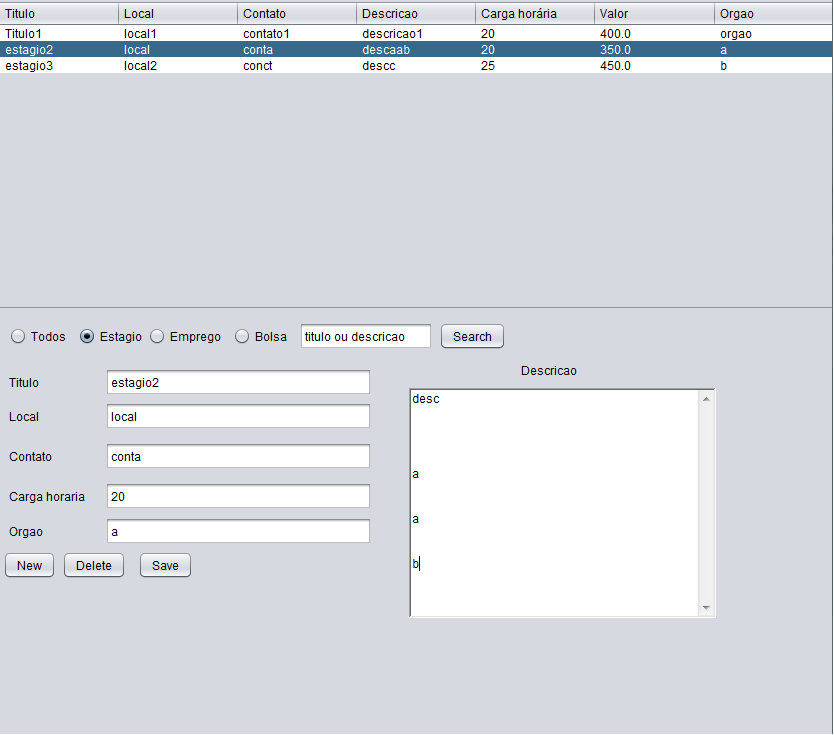 Titulo Local Contato Descricao Carga horária Valor Orgao
Titulo1 local1 contato1 descricao1 20 400.0 orgao
estagio2 local conta descaab 20 350.0 a
estagio3 local2 conct descc 25 450.0 b
Todos Estagio Emprego Bolsa titulo ou descricao Search
Descricao
Titulo estagio2
Local local
Contato conta
Carga horaria 20
Orgao a
New Delete Save
desc
a
a
b